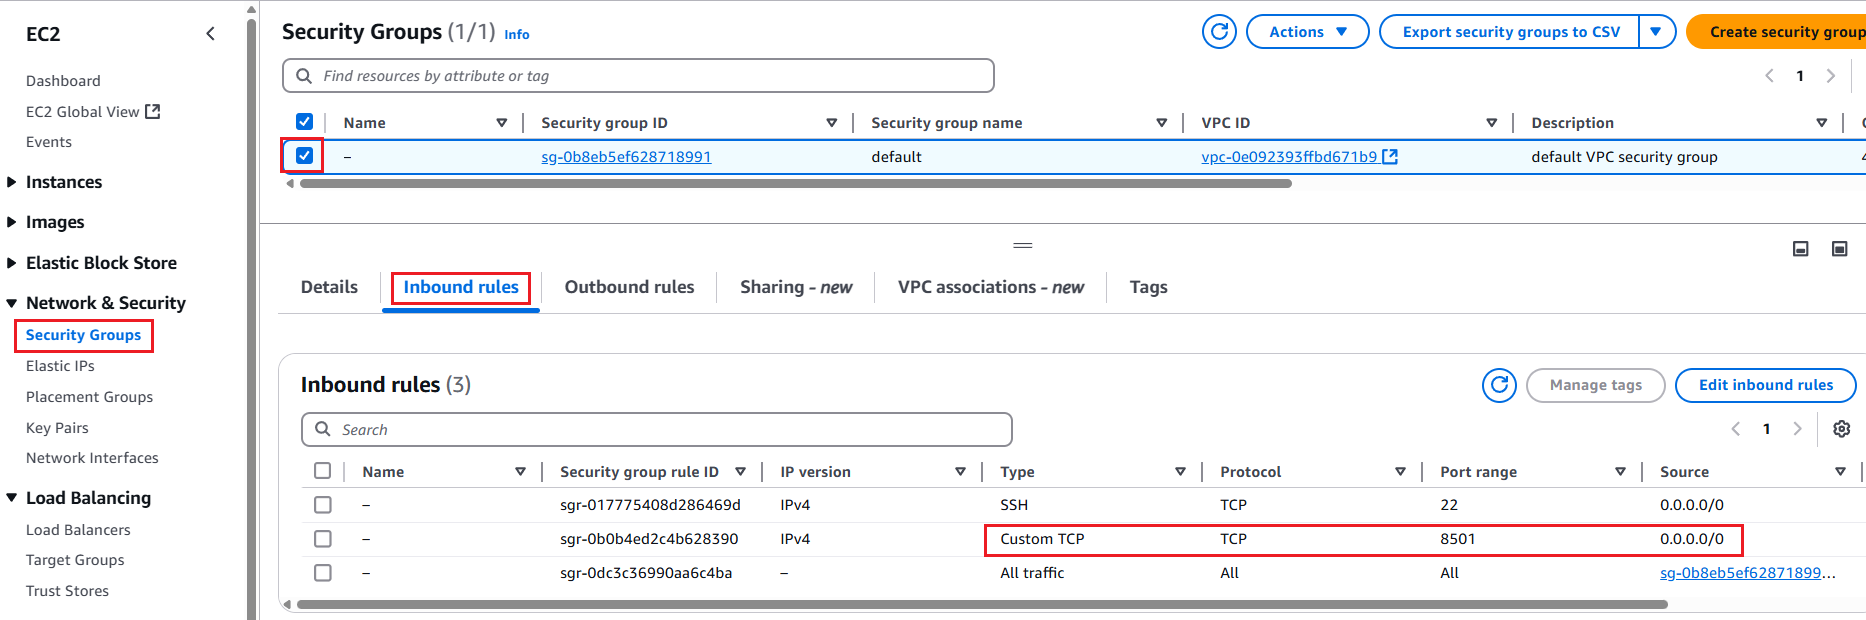 EC2
Dashboard
EC2 Global View
Events
Instances
Images
Elastic Block Store
Network & Security
Security Groups
Elastic IPs
Placement Groups
Key Pairs
Network Interfaces
Load Balancing
Load Balancers
Target Groups
Trust Stores
Security Groups (1/1) Info
Actions
Export security groups to CSV
Create security group
Find resources by attribute or tag
1
Name Security group ID Security group name VPC ID Description
– sg-0b8eb5ef628718991 default vpc-0e092393ffbd671b9 default VPC security group 4
Details Inbound rules Outbound rules Sharing - new VPC associations - new Tags
Inbound rules (3)
Manage tags
Edit inbound rules
Search
1
Name Security group rule ID IP version Type Protocol Port range Source
– sgr-017775408d286469d IPv4 SSH TCP 22 0.0.0.0/0
– sgr-0b0b4ed2c4b628390 IPv4 Custom TCP TCP 8501 0.0.0.0/0
– sgr-0dc3c36990aa6c4ba – All traffic All All sg-0b8eb5ef62871899...